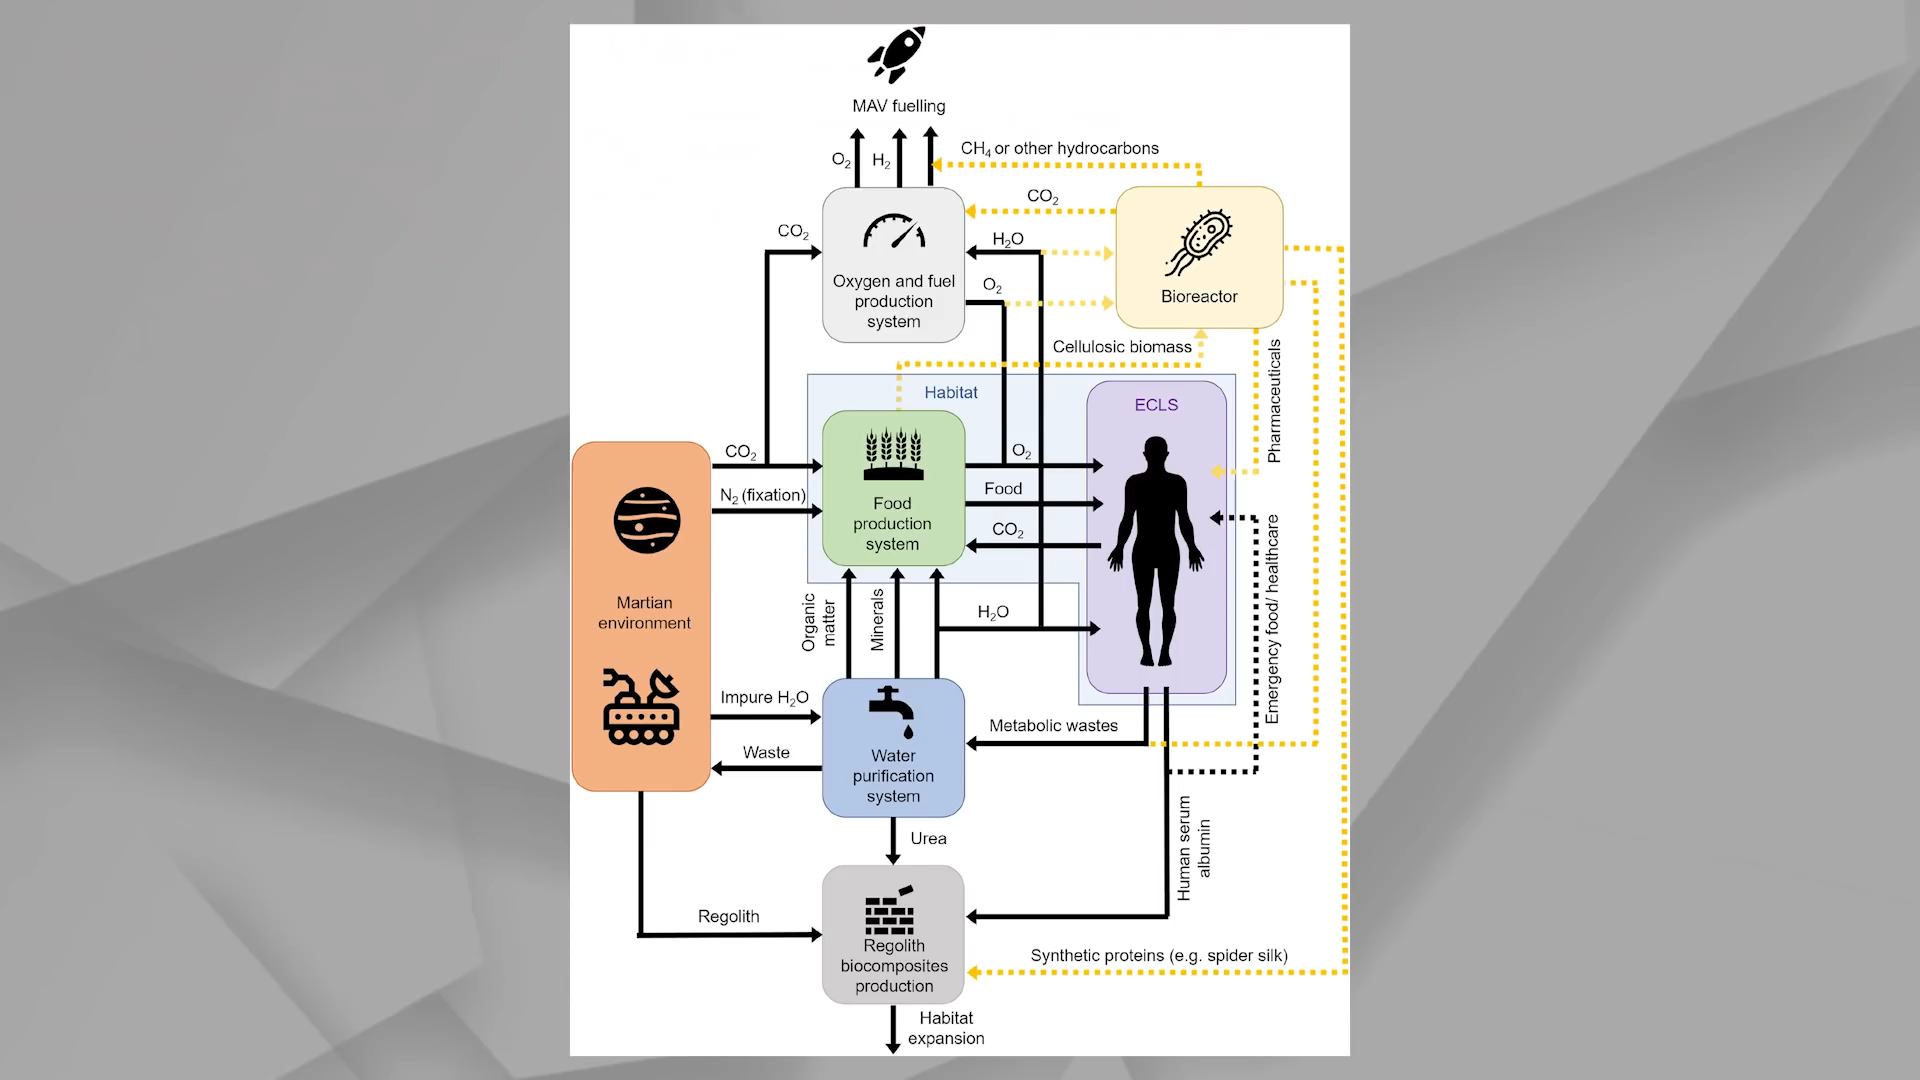 MAV fuelling
O₂
H₂
CH₄ or other hydrocarbons
CO₂
CO₂
H₂O
O₂
Oxygen and fuel
production
system
Bioreactor
Cellulosic biomass
Pharmaceuticals
Habitat
ECLS
CO₂
O₂
N₂ (fixation)
Food
Food
production
system
CO₂
Emergency food/ healthcare
Martian
environment
Organic
matter
Minerals
H₂O
Impure H₂O
Metabolic wastes
Waste
Water
purification
system
Urea
Human serum
albumin
Regolith
Regolith
biocomposites
production
Synthetic proteins (e.g. spider silk)
Habitat
expansion